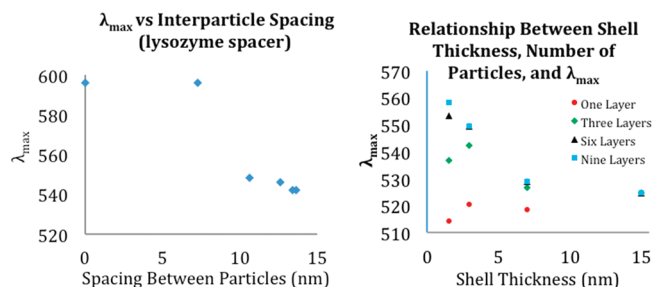 λmax vs Interparticle Spacing
(lysozyme spacer)
600
580
560
540
520
λmax
0
5
10
15
Spacing Between Particles (nm)
Relationship Between Shell
Thickness, Number of
Particles, and λmax
570
560
550
540
530
520
510
λmax
One Layer
Three Layers
Six Layers
Nine Layers
0
5
10
15
Shell Thickness (nm)